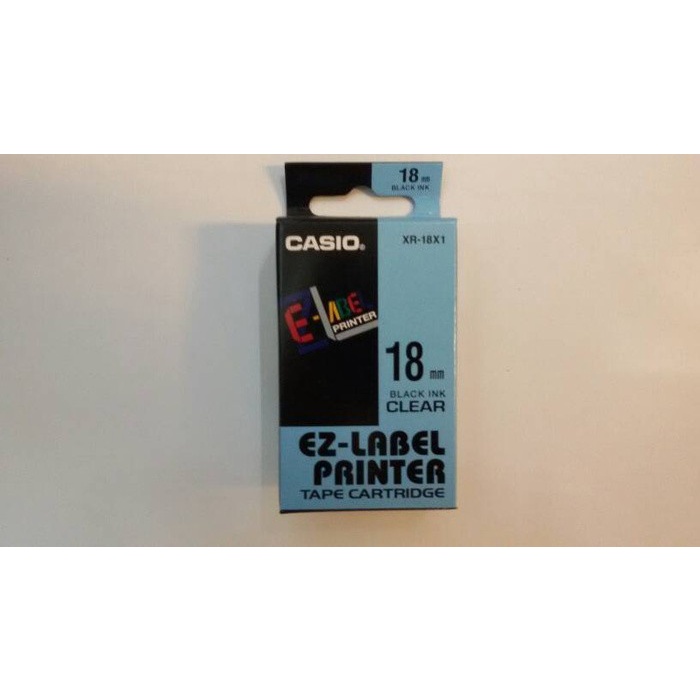 18 mm
BLACK INK
CASIO®
XR-18X1
E-LABEL
PRINTER
18 mm
BLACK INK
CLEAR
EZ-LABEL
PRINTER
TAPE CARTRIDGE